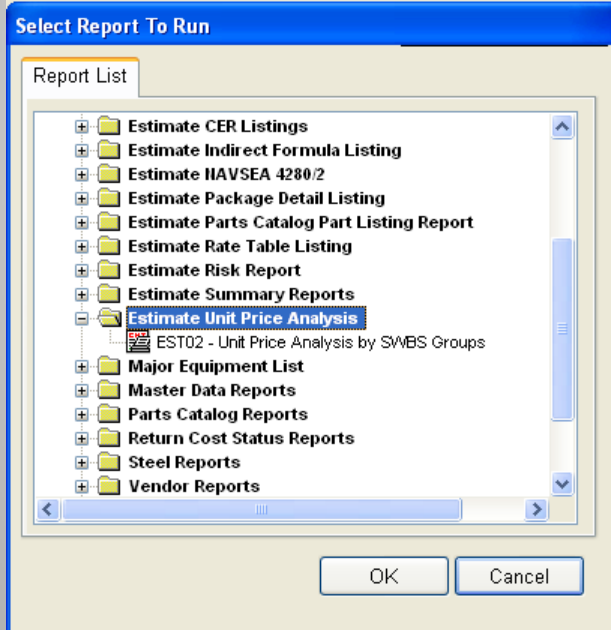 Select Report To Run
Report List
Estimate CER Listings
Estimate Indirect Formula Listing
Estimate NAVSEA 4280/2
Estimate Package Detail Listing
Estimate Parts Catalog Part Listing Report
Estimate Rate Table Listing
Estimate Risk Report
Estimate Summary Reports
Estimate Unit Price Analysis
EST02 - Unit Price Analysis by SWBS Groups
Major Equipment List
Master Data Reports
Parts Catalog Reports
Return Cost Status Reports
Steel Reports
Vendor Reports
OK Cancel